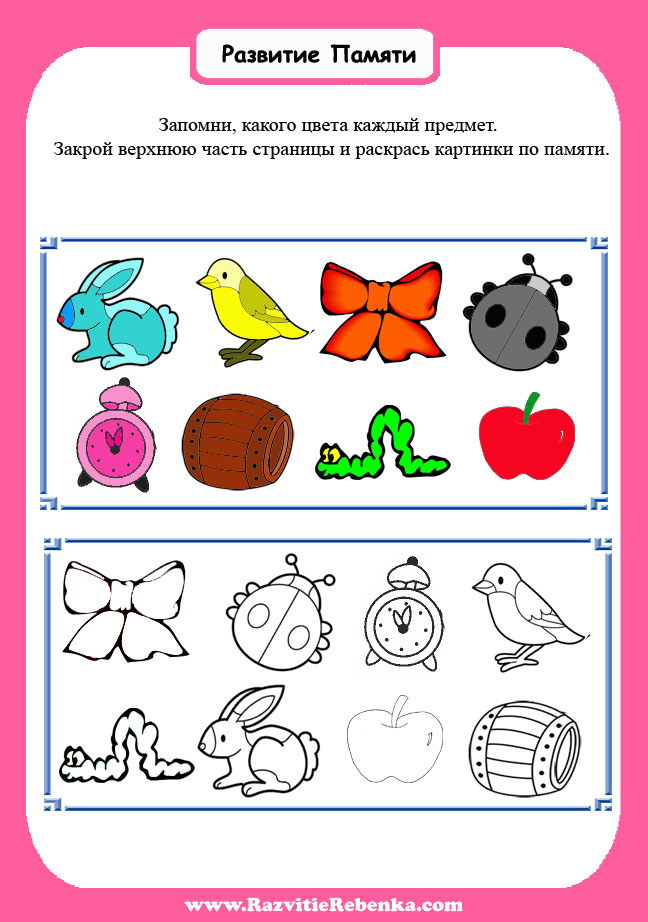 Развитие Памяти
Запомни, какого цвета каждый предмет.
Закрой верхнюю часть страницы и раскрась картинки по памяти.
www.RazvitieRebenka.com